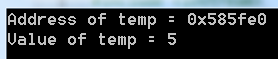 Address of temp = 0x585fe0
Value of temp = 5